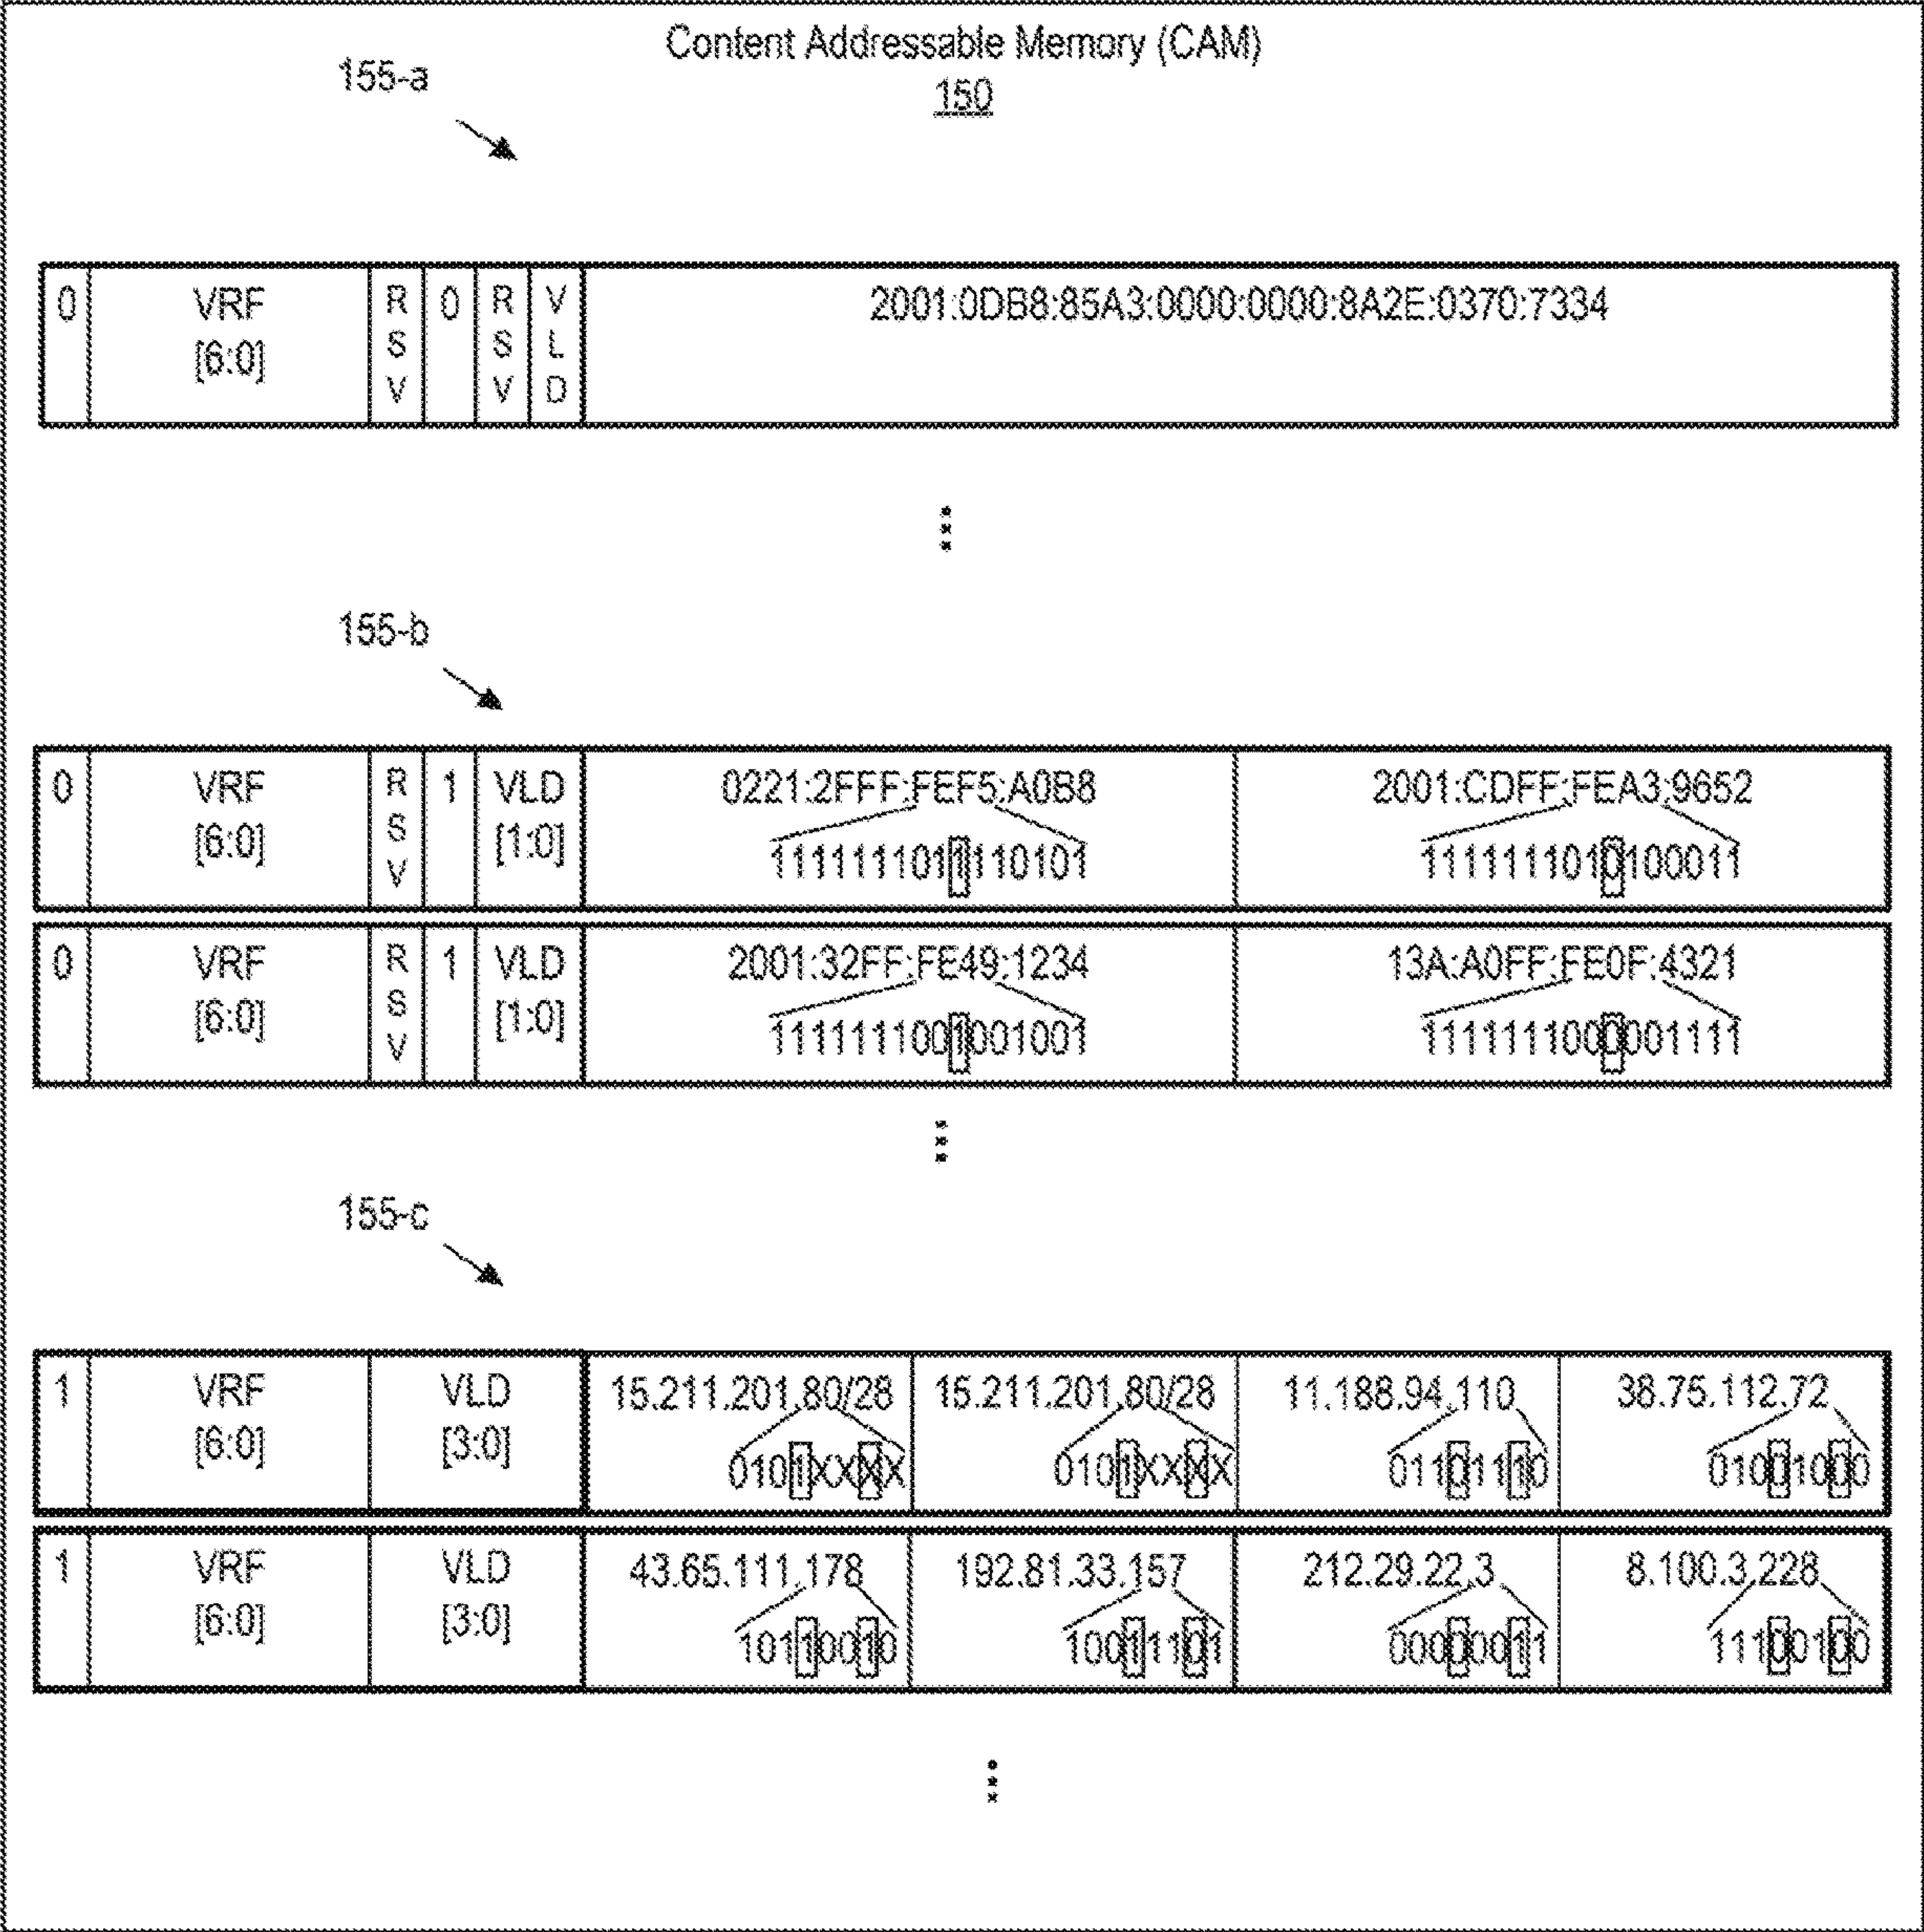 Content Addressable Memory (CAM)
150
155-a
0 VRF [6:0] RSV 0 RSV VLD 2001:0DB8:85A3:0000:0000:8A2E:0370:7334
155-b
0 VRF [6:0] RSV 1 VLD [1:0] 0221:2FFF:FEF5:A0B8 2001:CDFF:FEA3:9652
1111111011110101 1111111010100011
0 VRF [6:0] RSV 1 VLD [1:0] 2001:32FF:FE49:1234 13A:A0FF:FE0F:4321
1111111001001001 1111111000001111
155-c
1 VRF [6:0] VLD [3:0] 15.211.201.80/28 15.211.201.80/28 11.188.94.110 38.75.112.72
0101XXXX 0101XXXX 01101110 01001000
1 VRF [6:0] VLD [3:0] 43.65.111.178 192.81.33.157 212.29.22.3 8.100.3.228
10110010 10011101 00000011 11100100